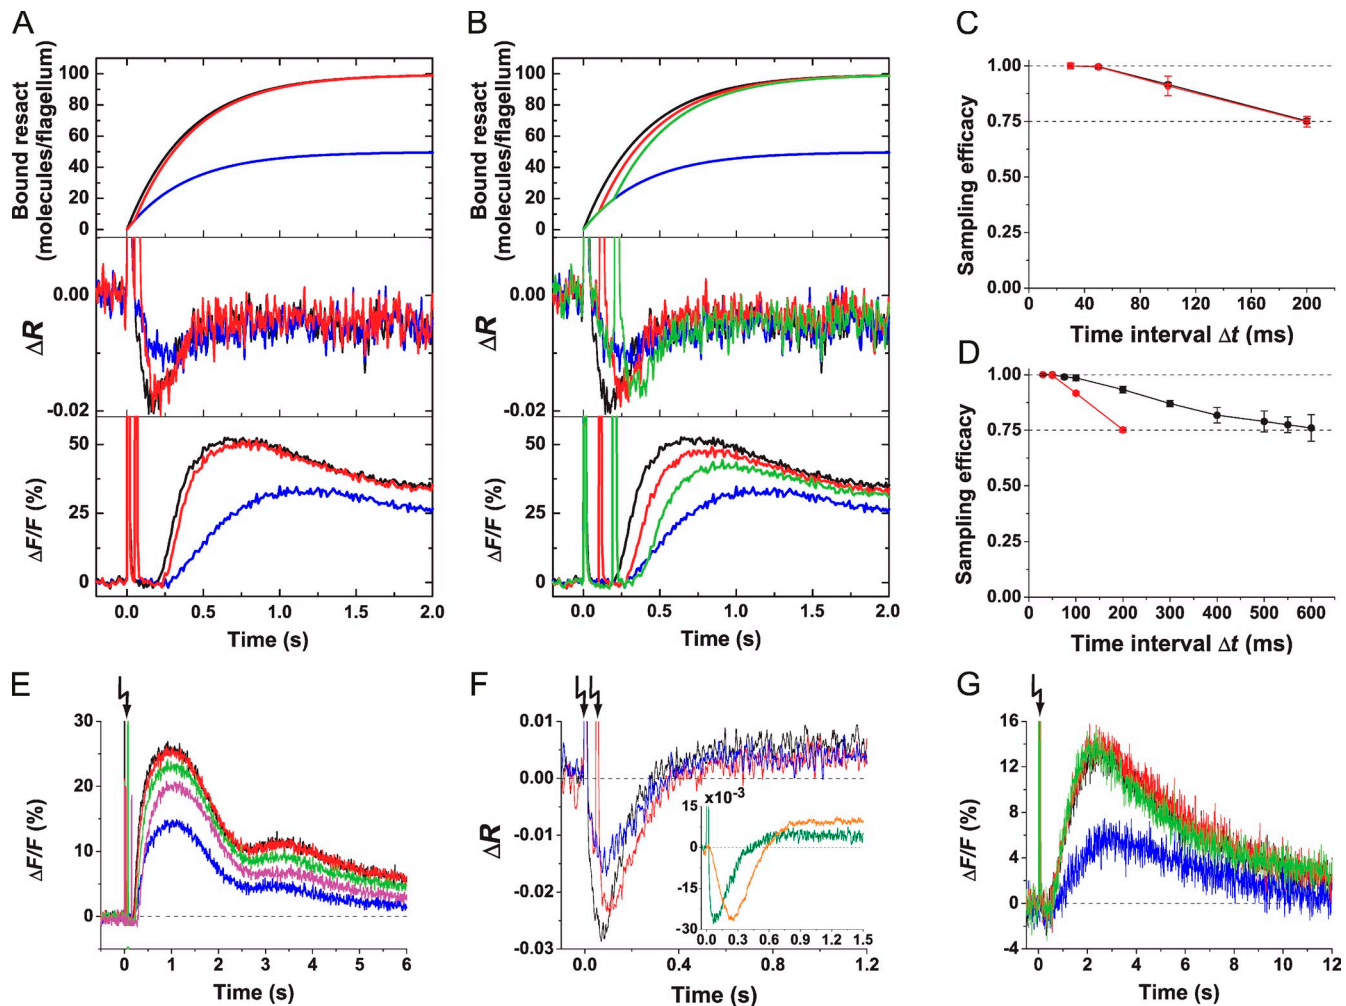 A
Bound resact
(molecules/flagellum)
100
80
60
40
20
0
0.00
ΔR
-0.02
50
25
0
ΔF/F (%)
0.0 0.5 1.0 1.5 2.0
Time (s)
B
Bound resact
(molecules/flagellum)
100
80
60
40
20
0
0.00
ΔR
-0.02
50
25
0
ΔF/F (%)
0.0 0.5 1.0 1.5 2.0
Time (s)
C
Sampling efficacy
1.00
0.75
0.50
0.25
0.00
0 40 80 120 160 200
Time interval Δt (ms)
D
Sampling efficacy
1.00
0.75
0.50
0.25
0.00
0 100 200 300 400 500 600
Time interval Δt (ms)
E
ΔF/F (%)
30
20
10
0
0 1 2 3 4 5 6
Time (s)
F
ΔR
0.01
0.00
-0.01
-0.02
-0.03
0.0 0.4 0.8 1.2
Time (s)
x10-3
15
0
-15
-30
0.0 0.3 0.6 0.9 1.2 1.5
G
ΔF/F (%)
16
12
8
4
0
-4
0 2 4 6 8 10 12
Time (s)